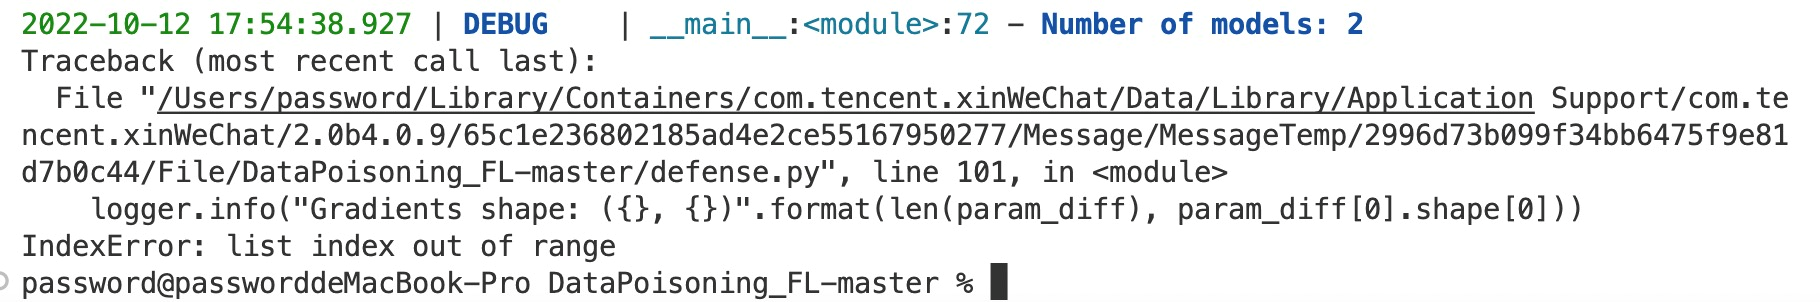 2022-10-12 17:54:38.927 | DEBUG    | __main__:<module>:72 - Number of models: 2
Traceback (most recent call last):
  File "/Users/password/Library/Containers/com.tencent.xinWeChat/Data/Library/Application Support/com.te
ncent.xinWeChat/2.0b4.0.9/65c1e236802185ad4e2ce55167950277/Message/MessageTemp/2996d73b099f34bb6475f9e81
d7b0c44/File/DataPoisoning_FL-master/defense.py", line 101, in <module>
    logger.info("Gradients shape: ({}, {})".format(len(param_diff), param_diff[0].shape[0]))
IndexError: list index out of range
password@passworddeMacBook-Pro DataPoisoning_FL-master %